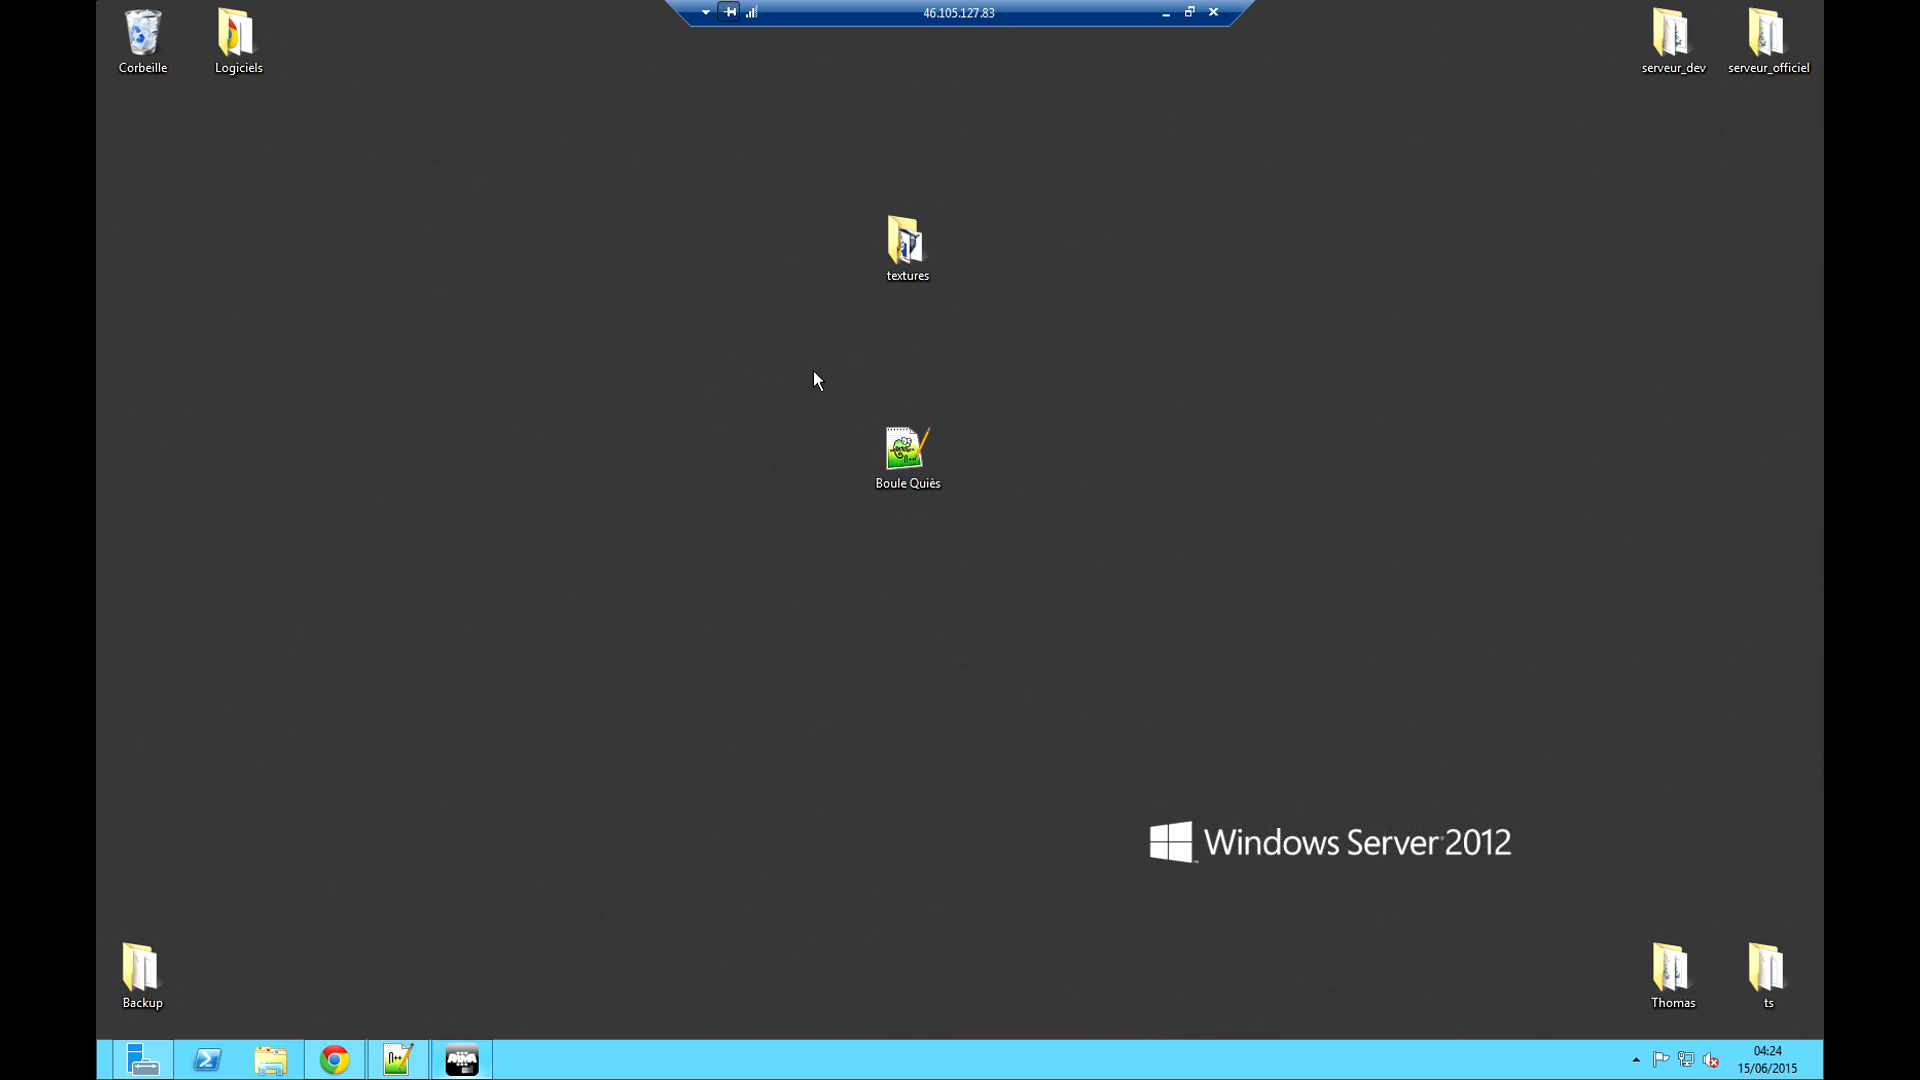 46.105.127.83
Corbeille
Logiciels
serveur_dev
serveur_officiel
textures
Boule Quiès
Windows Server 2012
Backup
Thomas
ts
04:24
15/06/2015